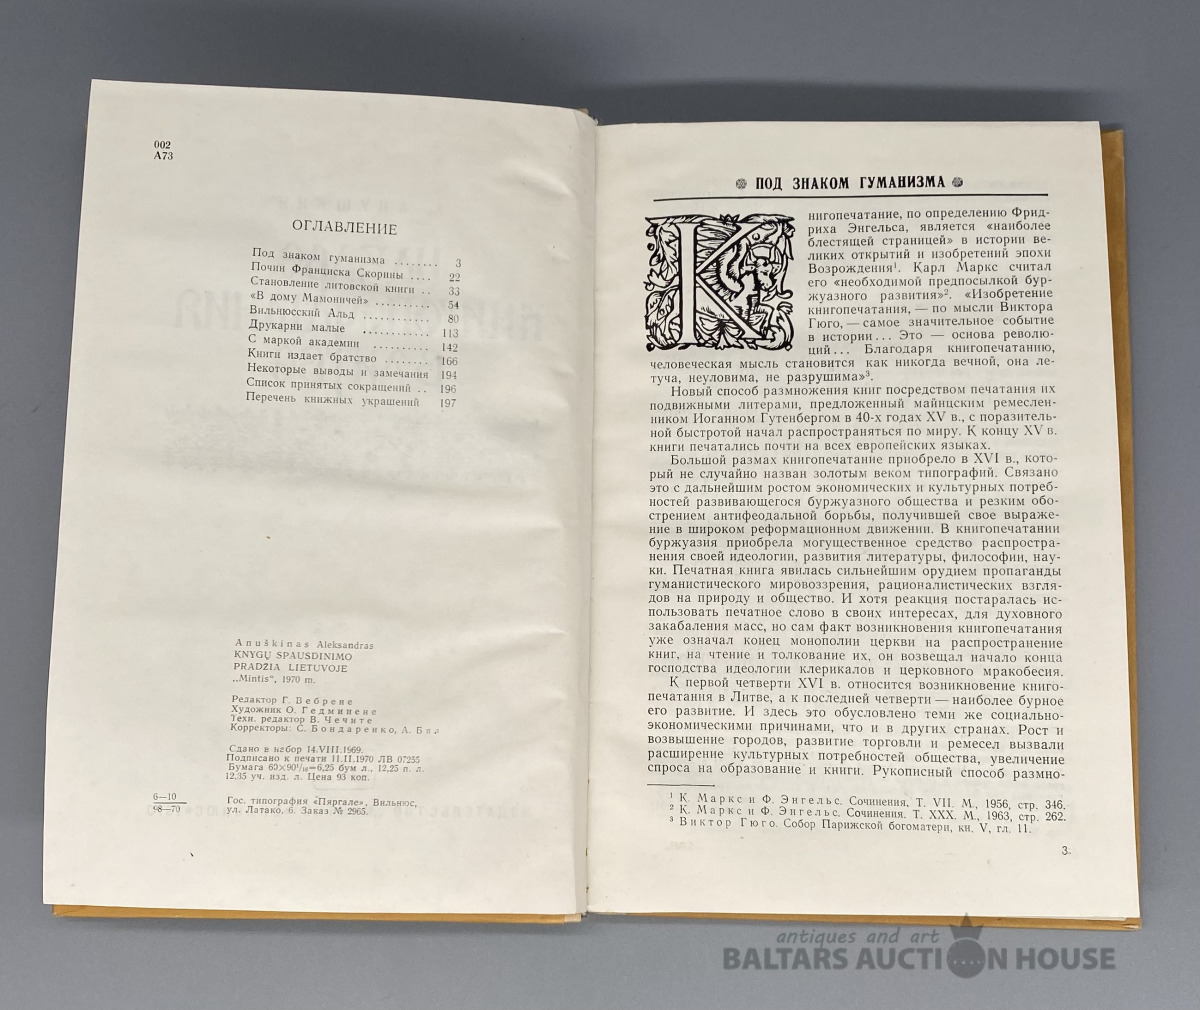 002
А73
ОГЛАВЛЕНИЕ
Под знаком гуманизма ........ 3
Почин Франциска Скорины .... 22
Становление литовской книги .. 33
«В дому Мамоничей» .......... 54
Вильнюсский Альд ............ 80
Друкарни малые ............ 113
С маркой академии .......... 142
Книги издает братство ........ 166
Некоторые выводы и замечания 194
Список принятых сокращений .. 196
Перечень книжных украшений 197
Anuškinas Aleksandras
KNYGŲ SPAUSDINIMO
PRADŽIA LIETUVOJE
„Mintis“, 1970 m.
Редактор Г. Вебрене
Художник О. Гедминене
Техн. редактор В. Чечите
Корректоры: С. Бондаренко, А.
Сдано в набор 14.VIII.1969.
Подписано к печати 11.II.1970 ЛВ 07255
Бумага 60×90¹/₁₆=6,25 бум л., 12,25 п. л.
12,35 уч. изд. л. Цена 93 коп.
6—10
98—70
Гос. типография «Пяргале», Вильнюс,
ул. Латако, 6. Заказ № 2965.
ПОД ЗНАКОМ ГУМАНИЗМА
Книгопечатание, по определению Фрид-
риха Энгельса, является «наиболее
блестящей страницей» в истории ве-
ликих открытий и изобретений эпохи
Возрождения¹. Карл Маркс считал
его «необходимой предпосылкой бур-
жуазного развития»². «Изобретение
книгопечатания, — по мысли Виктора
Гюго, — самое значительное событие
в истории... Это — основа револю-
ций... Благодаря книгопечатанию,
человеческая мысль становится как никогда вечной, она ле-
туча, неуловима, не разрушима»³.
Новый способ размножения книг посредством печатания их
подвижными литерами, предложенный майнцским ремеслен-
ником Иоганном Гутенбергом в 40-х годах XV в., с поразитель-
ной быстротой начал распространяться по миру. К концу XV в.
книги печатались почти на всех европейских языках.
Большой размах книгопечатание приобрело в XVI в., кото-
рый не случайно назван золотым веком типографий. Связано
это с дальнейшим ростом экономических и культурных потреб-
ностей развивающегося буржуазного общества и резким обо-
стрением антифеодальной борьбы, получившей свое выраже-
ние в широком реформационном движении. В книгопечатании
буржуазия приобрела могущественное средство распростра-
нения своей идеологии, развития литературы, философии, нау-
ки. Печатная книга явилась сильнейшим орудием пропаганды
гуманистического мировоззрения, рационалистических взгля-
дов на природу и общество. И хотя реакция постаралась ис-
пользовать печатное слово в своих интересах, для духовного
закабаления масс, но сам факт возникновения книгопечатания
уже означал конец монополии церкви на распространение
книг, на чтение и толкование их, он возвещал начало конца
господства идеологии клерикалов и церковного мракобесия.
К первой четверти XVI в. относится возникновение книго-
печатания в Литве, а к последней четверти — наиболее бурное
его развитие. И здесь это обусловлено теми же социально-
экономическими причинами, что и в других странах. Рост и
возвышение городов, развитие торговли и ремесел вызвали
расширение культурных потребностей общества, увеличение
спроса на образование и книги. Рукописный способ размно-
¹ К. Маркс и Ф. Энгельс. Сочинения. Т. VII. М., 1956, стр. 346.
² К. Маркс и Ф. Энгельс. Сочинения. Т. XXX. М., 1963, стр. 262.
³ Виктор Гюго. Собор Парижской богоматери, кн. V, гл. 11.
3
antiques and art
BALTARS AUCTION HOUSE